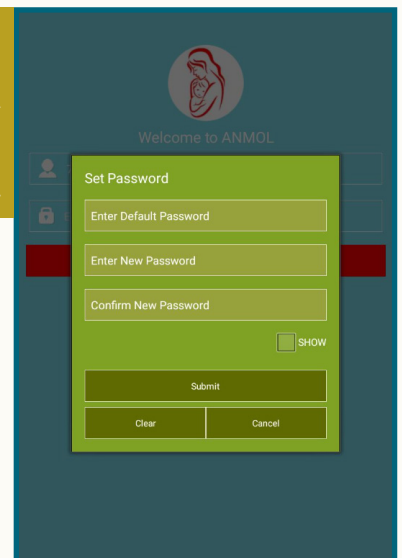 Welcome to ANMOL
Set Password
Enter Default Password
Enter New Password
Confirm New Password
SHOW
Submit
Clear
Cancel